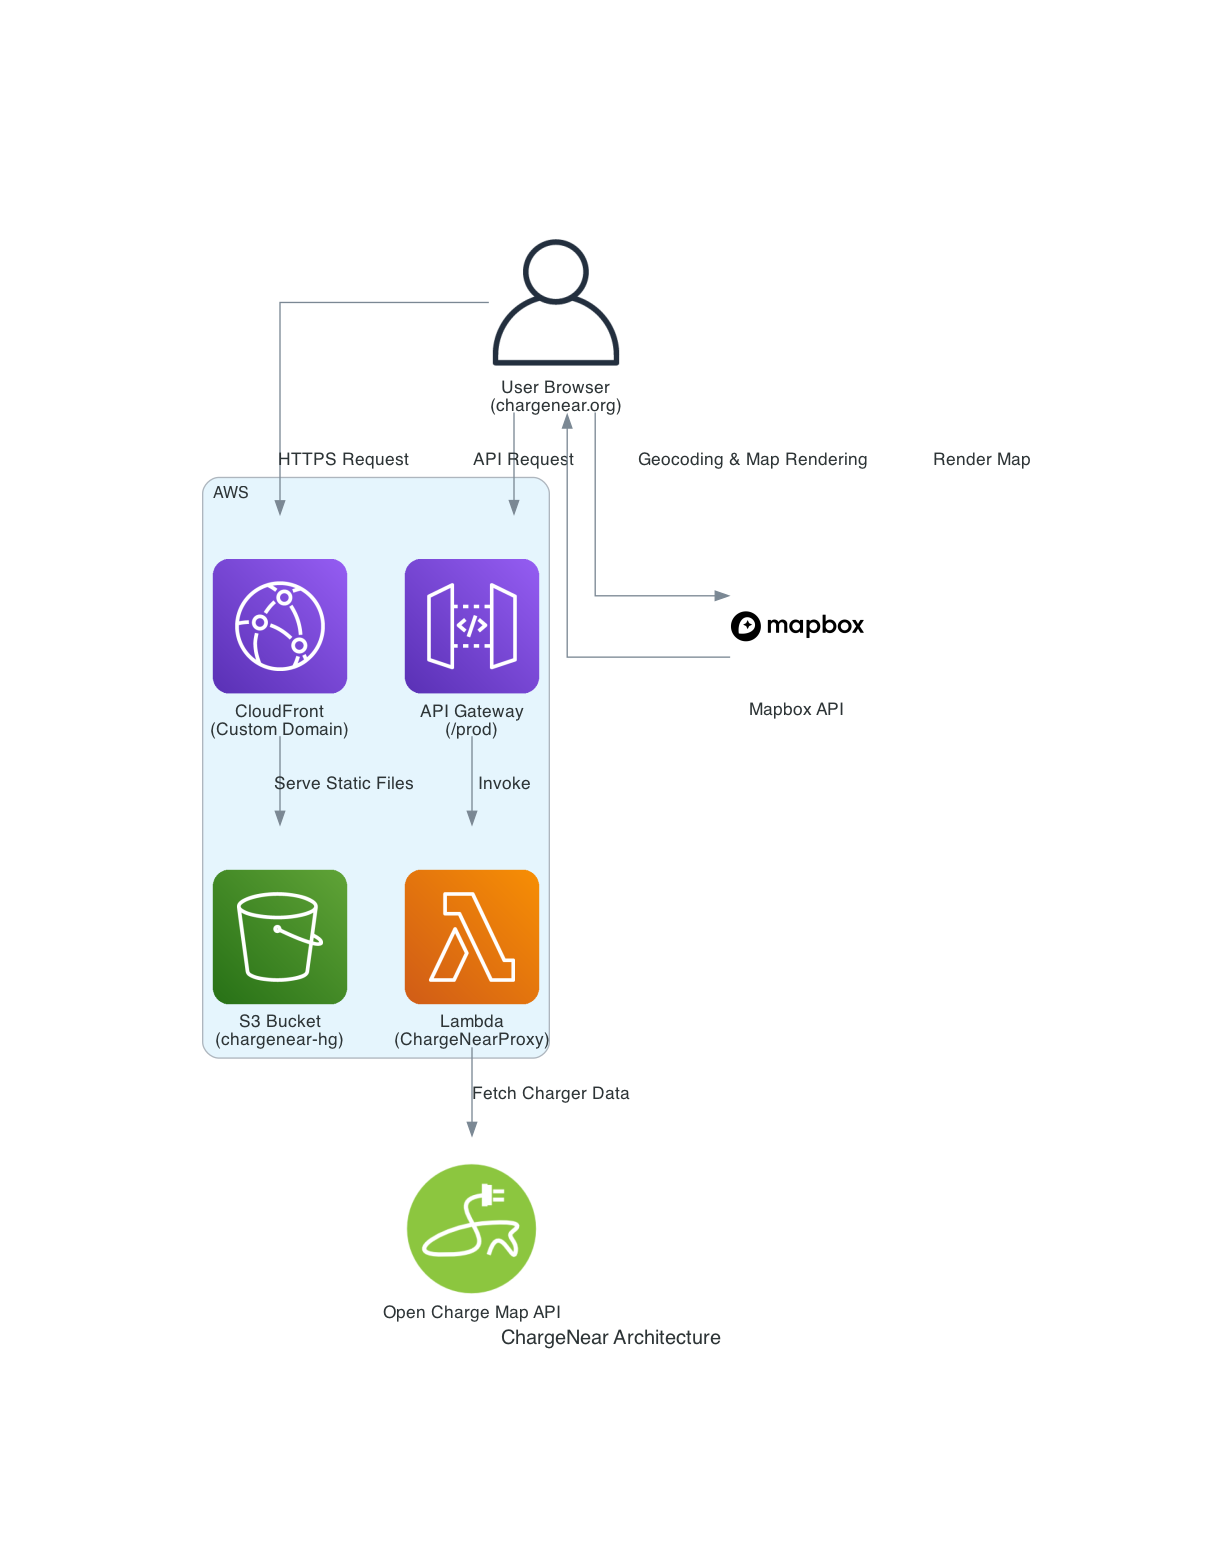 User Browser
(chargenear.org)
HTTPS Request
API Request
Geocoding & Map Rendering
Render Map
AWS
mapbox
CloudFront
(Custom Domain)
API Gateway
(/prod)
Mapbox API
Serve Static Files
Invoke
S3 Bucket
(chargenear-hg)
Lambda
(ChargeNearProxy)
Fetch Charger Data
Open Charge Map API
ChargeNear Architecture